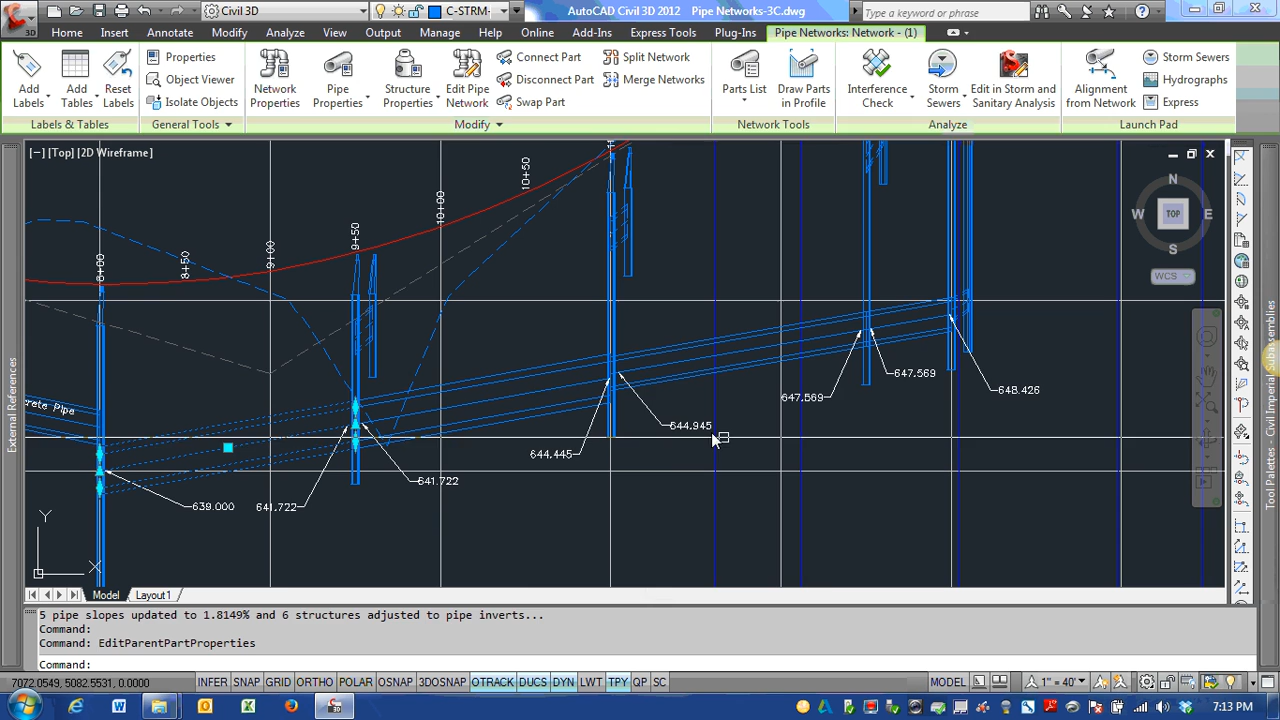 Civil 3D
C-STRM-
AutoCAD Civil 3D 2012 Pipe Networks-3C.dwg
Type a keyword or phrase
3D
Home Insert Annotate Modify Analyze View Output Manage Help Online Add-Ins Express Tools Plug-Ins Pipe Networks: Network - (1)
Add Labels
Add Tables
Reset Labels
Labels & Tables
Properties
Object Viewer
Isolate Objects
General Tools
Network Properties
Pipe Properties
Structure Properties
Edit Pipe Network
Connect Part
Disconnect Part
Swap Part
Split Network
Merge Networks
Modify
Parts List
Draw Parts in Profile
Network Tools
Interference Check
Storm Sewers
Edit in Storm and Sanitary Analysis
Analyze
Alignment from Network
Storm Sewers
Hydrographs
Express
Launch Pad
[−] [Top] [2D Wireframe]
8+50
9+00
9+50
10+00
10+50
N
W TOP E
S
WCS
crete Pipe
639.000
641.722
641.722
644.445
644.945
647.569
647.569
648.426
Y
X
External References
Tool Palettes - Civil Imperial Subassemblies
Model Layout1
5 pipe slopes updated to 1.8149% and 6 structures adjusted to pipe inverts...
Command:
Command: EditParentPartProperties
Command:
7072.0549, 5082.5531, 0.0000 INFER SNAP GRID ORTHO POLAR OSNAP 3DOSNAP OTRACK DUCS DYN LWT TPY QP SC MODEL 1" = 40'
7:13 PM